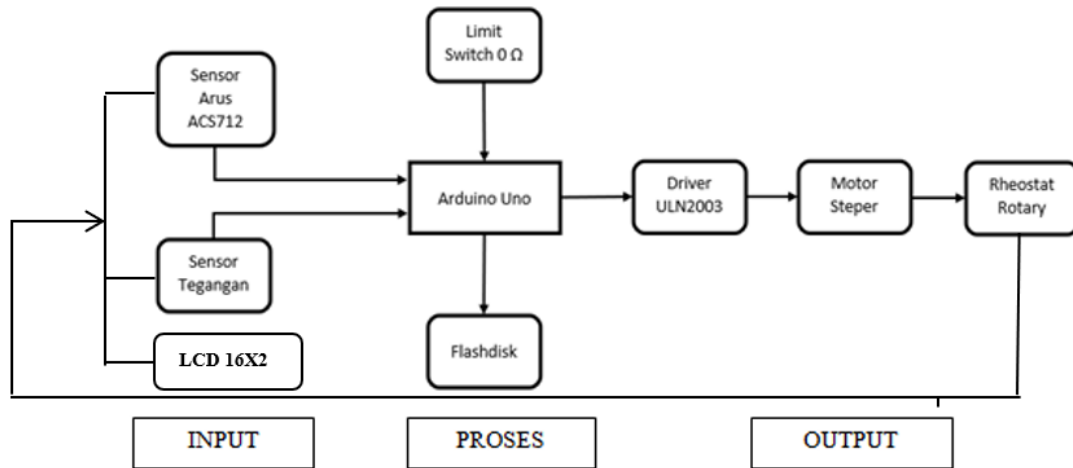 Limit
Switch 0 Ω
Sensor
Arus
ACS712
Arduino Uno
Driver
ULN2003
Motor
Steper
Rheostat
Rotary
Sensor
Tegangan
Flashdisk
LCD 16X2
INPUT
PROSES
OUTPUT